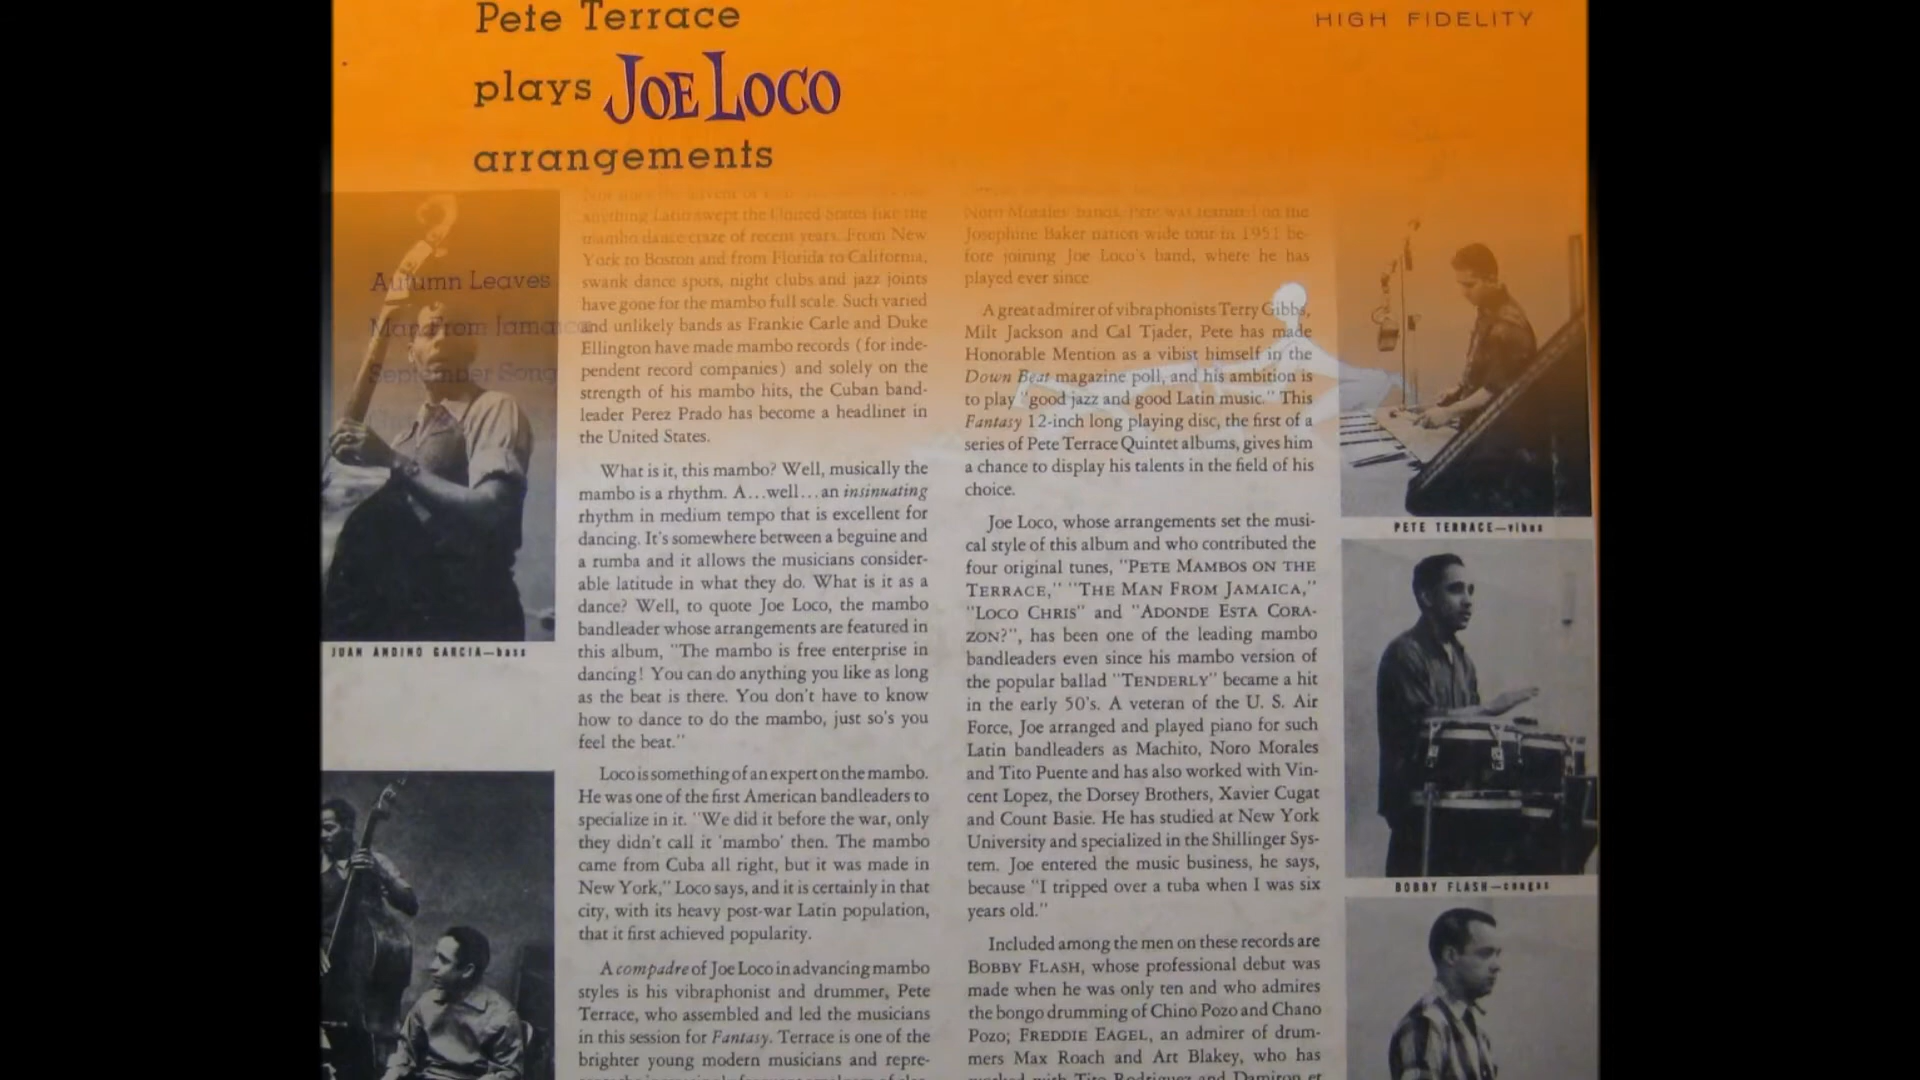 Pete Terrace
HIGH FIDELITY
plays JOE LOCO
arrangements
Autumn Leaves
Man From Jamaica
September Song
JUAN ANDINO GARCIA—bass
anything Latin swept the United States like the
mambo dance craze of recent years. From New
York to Boston and from Florida to California,
swank dance spots, night clubs and jazz joints
have gone for the mambo full scale. Such varied
and unlikely bands as Frankie Carle and Duke
Ellington have made mambo records (for inde-
pendent record companies) and solely on the
strength of his mambo hits, the Cuban band-
leader Perez Prado has become a headliner in
the United States.
What is it, this mambo? Well, musically the
mambo is a rhythm. A...well...an insinuating
rhythm in medium tempo that is excellent for
dancing. It's somewhere between a beguine and
a rumba and it allows the musicians consider-
able latitude in what they do. What is it as a
dance? Well, to quote Joe Loco, the mambo
bandleader whose arrangements are featured in
this album, "The mambo is free enterprise in
dancing! You can do anything you like as long
as the beat is there. You don't have to know
how to dance to do the mambo, just so's you
feel the beat."
Loco is something of an expert on the mambo.
He was one of the first American bandleaders to
specialize in it. "We did it before the war, only
they didn't call it 'mambo' then. The mambo
came from Cuba all right, but it was made in
New York," Loco says, and it is certainly in that
city, with its heavy post-war Latin population,
that it first achieved popularity.
A compadre of Joe Loco in advancing mambo
styles is his vibraphonist and drummer, Pete
Terrace, who assembled and led the musicians
in this session for Fantasy. Terrace is one of the
brighter young modern musicians and repre-
Noro Morales' bands, Pete was featured on the
Josephine Baker nation wide tour in 1951 be-
fore joining Joe Loco's band, where he has
played ever since
A great admirer of vibraphonists Terry Gibbs,
Milt Jackson and Cal Tjader, Pete has made
Honorable Mention as a vibist himself in the
Down Beat magazine poll, and his ambition is
to play "good jazz and good Latin music." This
Fantasy 12-inch long playing disc, the first of a
series of Pete Terrace Quintet albums, gives him
a chance to display his talents in the field of his
choice.
Joe Loco, whose arrangements set the musi-
cal style of this album and who contributed the
four original tunes, "PETE MAMBOS ON THE
TERRACE," "THE MAN FROM JAMAICA,"
"LOCO CHRIS" and "ADONDE ESTA CORA-
ZON?", has been one of the leading mambo
bandleaders even since his mambo version of
the popular ballad "TENDERLY" became a hit
in the early 50's. A veteran of the U. S. Air
Force, Joe arranged and played piano for such
Latin bandleaders as Machito, Noro Morales
and Tito Puente and has also worked with Vin-
cent Lopez, the Dorsey Brothers, Xavier Cugat
and Count Basie. He has studied at New York
University and specialized in the Shillinger Sys-
tem. Joe entered the music business, he says,
because "I tripped over a tuba when I was six
years old."
Included among the men on these records are
BOBBY FLASH, whose professional debut was
made when he was only ten and who admires
the bongo drumming of Chino Pozo and Chano
Pozo; FREDDIE EAGEL, an admirer of drum-
mers Max Roach and Art Blakey, who has
worked with Tito Rodriguez and Damiron et
PETE TERRACE—vibes
BOBBY FLASH—congas